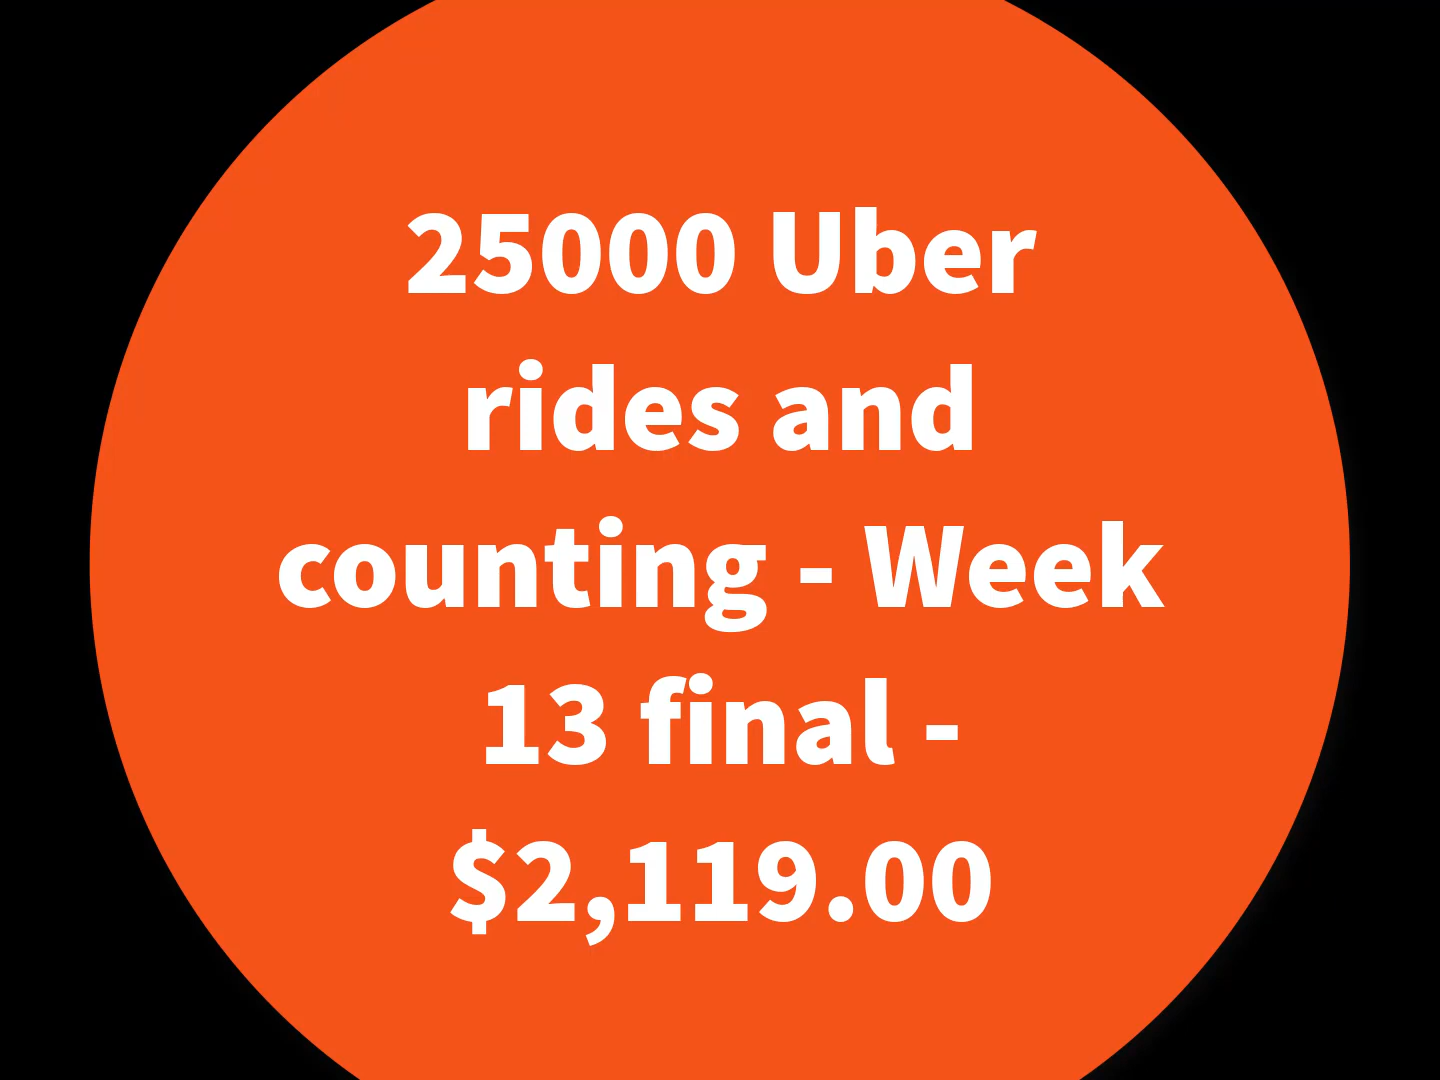 25000 Uber
rides and
counting - Week
13 final -
$2,119.00